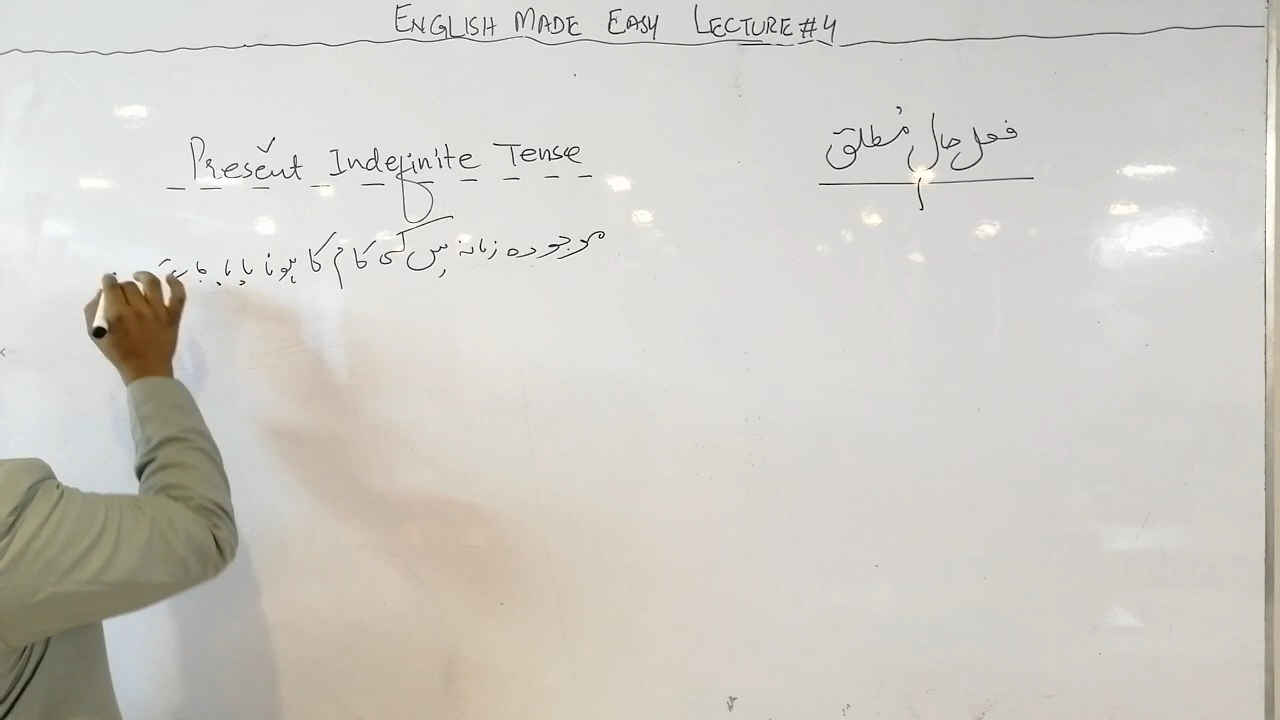 ENGLISH MADE EASY LECTURE #4
Present Indefinite Tense
فعل حال مُطلق
موجودہ زمانہ میں کسی کام کا ہونا پایا جائے